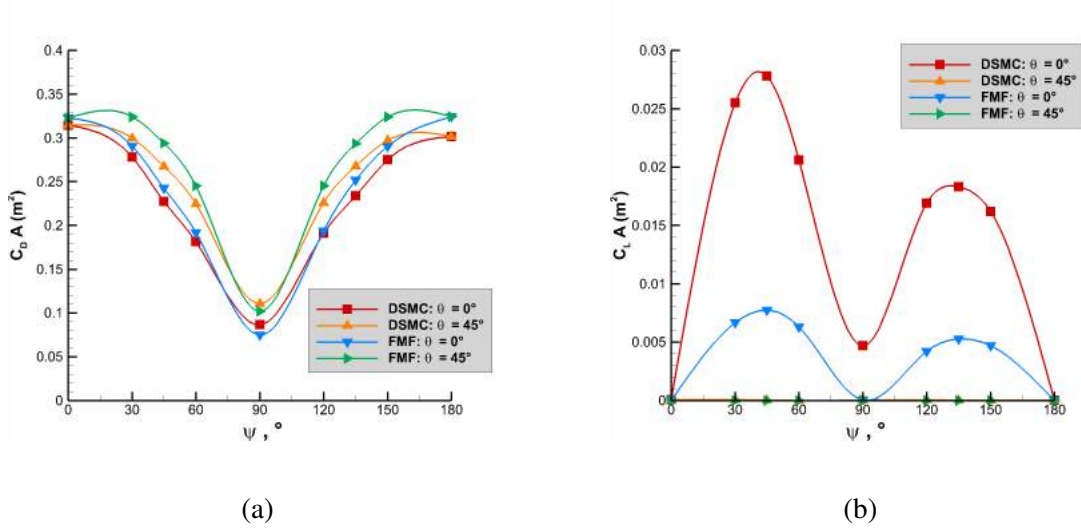 0.4
0.35
0.3
0.25
0.2
0.15
0.1
0.05
0
C_D A (m²)
0 30 60 90 120 150 180
ψ , °
DSMC: θ = 0°
DSMC: θ = 45°
FMF: θ = 0°
FMF: θ = 45°
(a)
0.03
0.025
0.02
0.015
0.01
0.005
0
C_L A (m²)
0 30 60 90 120 150 180
ψ , °
DSMC: θ = 0°
DSMC: θ = 45°
FMF: θ = 0°
FMF: θ = 45°
(b)